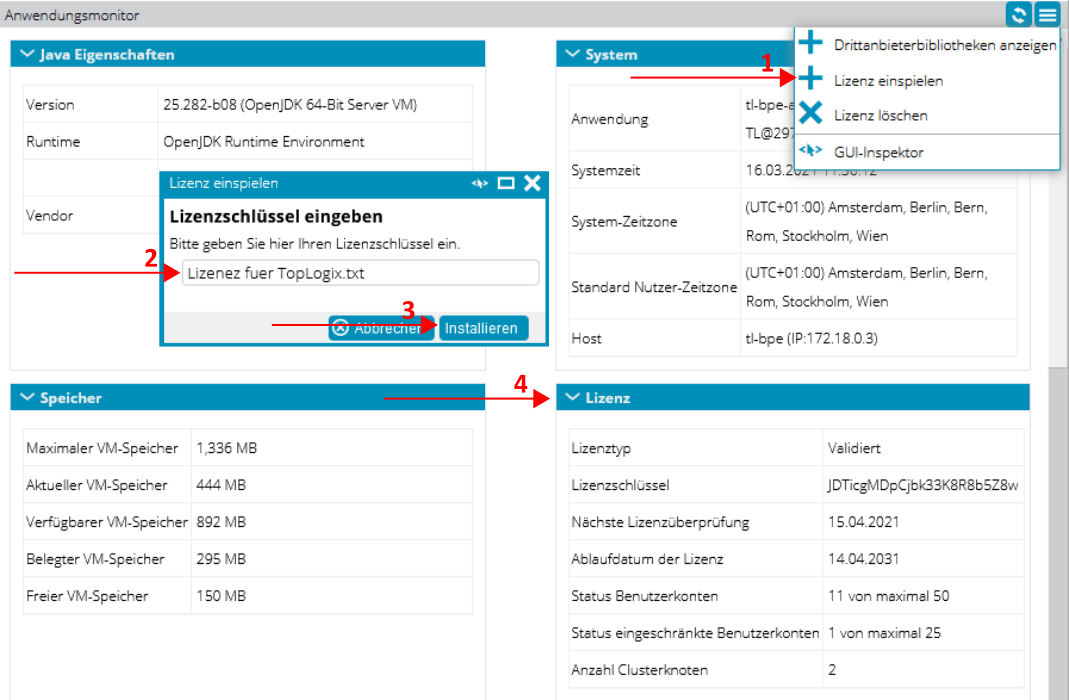 Anwendungsmonitor
Drittanbieterbibliotheken anzeigen
1
Lizenz einspielen
Lizenz löschen
GUI-Inspektor
Java Eigenschaften
Version 25.282-b08 (OpenJDK 64-Bit Server VM)
Runtime OpenJDK Runtime Environment
Vendor
System
Anwendung tl-bpe-a
TL@297
Systemzeit 16.03.2021 11:30:12
System-Zeitzone (UTC+01:00) Amsterdam, Berlin, Bern,
Rom, Stockholm, Wien
Standard Nutzer-Zeitzone (UTC+01:00) Amsterdam, Berlin, Bern,
Rom, Stockholm, Wien
Host tl-bpe (IP:172.18.0.3)
Lizenz einspielen
Lizenzschlüssel eingeben
Bitte geben Sie hier Ihren Lizenzschlüssel ein.
2
Lizenez fuer TopLogix.txt
3
Abbrechen Installieren
Speicher
Maximaler VM-Speicher 1,336 MB
Aktueller VM-Speicher 444 MB
Verfügbarer VM-Speicher 892 MB
Belegter VM-Speicher 295 MB
Freier VM-Speicher 150 MB
4
Lizenz
Lizenztyp Validiert
Lizenzschlüssel JDTicgMDpCjbk33K8R8b5Z8w
Nächste Lizenzüberprüfung 15.04.2021
Ablaufdatum der Lizenz 14.04.2031
Status Benutzerkonten 11 von maximal 50
Status eingeschränkte Benutzerkonten 1 von maximal 25
Anzahl Clusterknoten 2